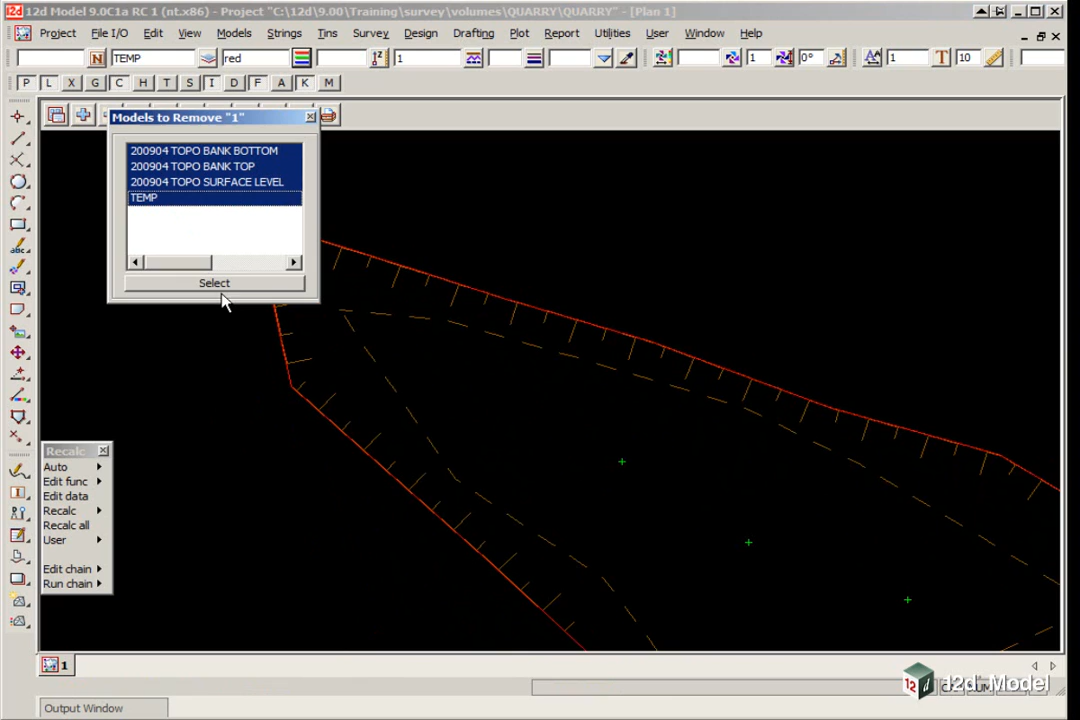 12d Model 9.0C1a RC 1 (nt.x86) - Project "C:\12d\9.00\Training\survey\volumes\QUARRY\QUARRY" - [Plan 1]
Project File I/O Edit View Models Strings Tins Survey Design Drafting Plot Report Utilities User Window Help
N TEMP red 1 1 0° 1 T 10
P L X G C H T S I D F A K M
Models to Remove "1"
200904 TOPO BANK BOTTOM
200904 TOPO BANK TOP
200904 TOPO SURFACE LEVEL
TEMP
Select
Recalc
Auto
Edit func
Edit data
Recalc
Recalc all
User
Edit chain
Run chain
1
12d Model
Output Window